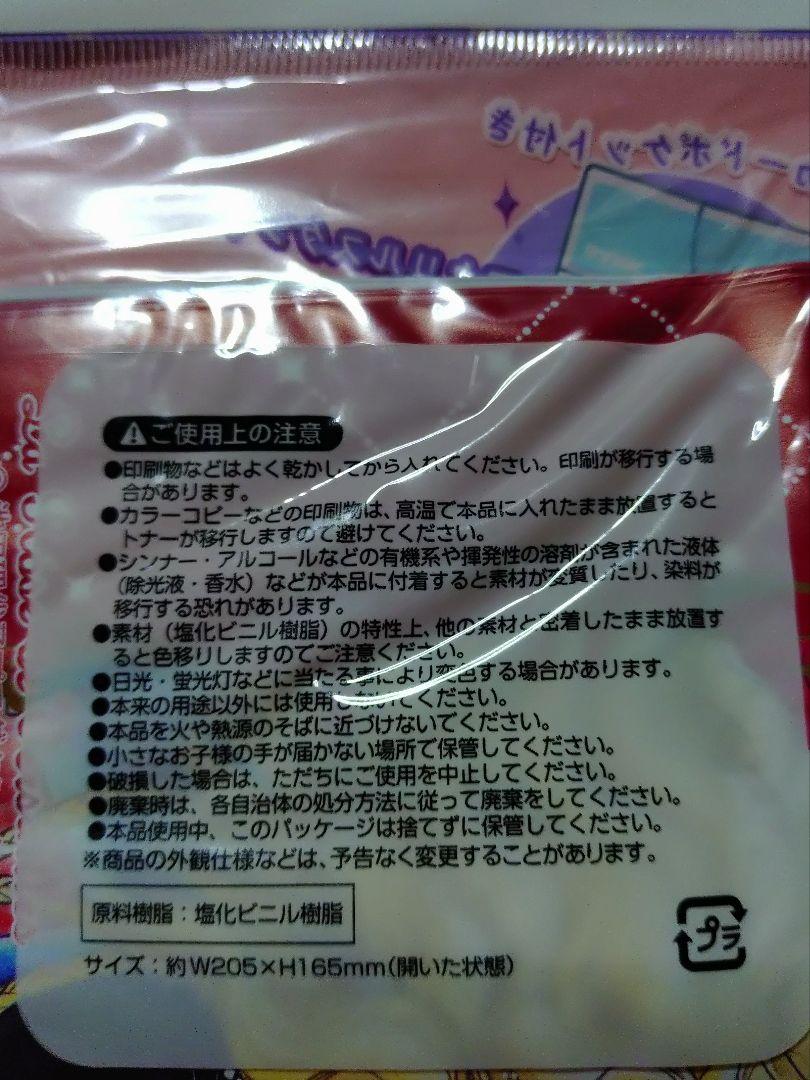 カードポケット付き
⚠ご使用上の注意
●印刷物などはよく乾かしてから入れてください。印刷が移行する場
合があります。
●カラーコピーなどの印刷物は、高温で本品に入れたまま放置すると
トナーが移行しますので避けてください。
●シンナー・アルコールなどの有機系や揮発性の溶剤が含まれた液体
(除光液・香水)などが本品に付着すると素材が変質したり、染料が
移行する恐れがあります。
●素材(塩化ビニル樹脂)の特性上、他の素材と密着したまま放置す
ると色移りしますのでご注意ください。
●日光・蛍光灯などに当たる事により変色する場合があります。
●本来の用途以外には使用しないでください。
●本品を火や熱源のそばに近づけないでください。
●小さなお子様の手が届かない場所で保管してください。
●破損した場合は、ただちにご使用を中止してください。
●廃棄時は、各自治体の処分方法に従って廃棄をしてください。
●本品使用中、このパッケージは捨てずに保管してください。
※商品の外観仕様などは、予告なく変更することがあります。
原料樹脂:塩化ビニル樹脂
プラ
サイズ:約W205×H165mm(開いた状態)